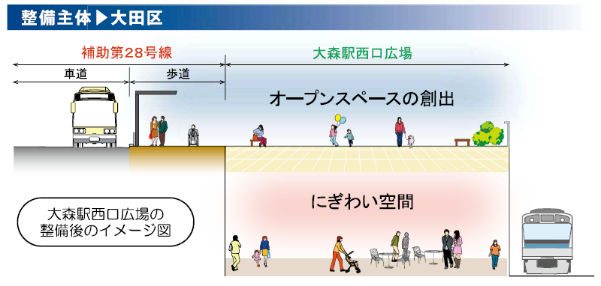 整備主体▶大田区
補助第28号線
大森駅西口広場
車道
歩道
オープンスペースの創出
にぎわい空間
大森駅西口広場の
整備後のイメージ図